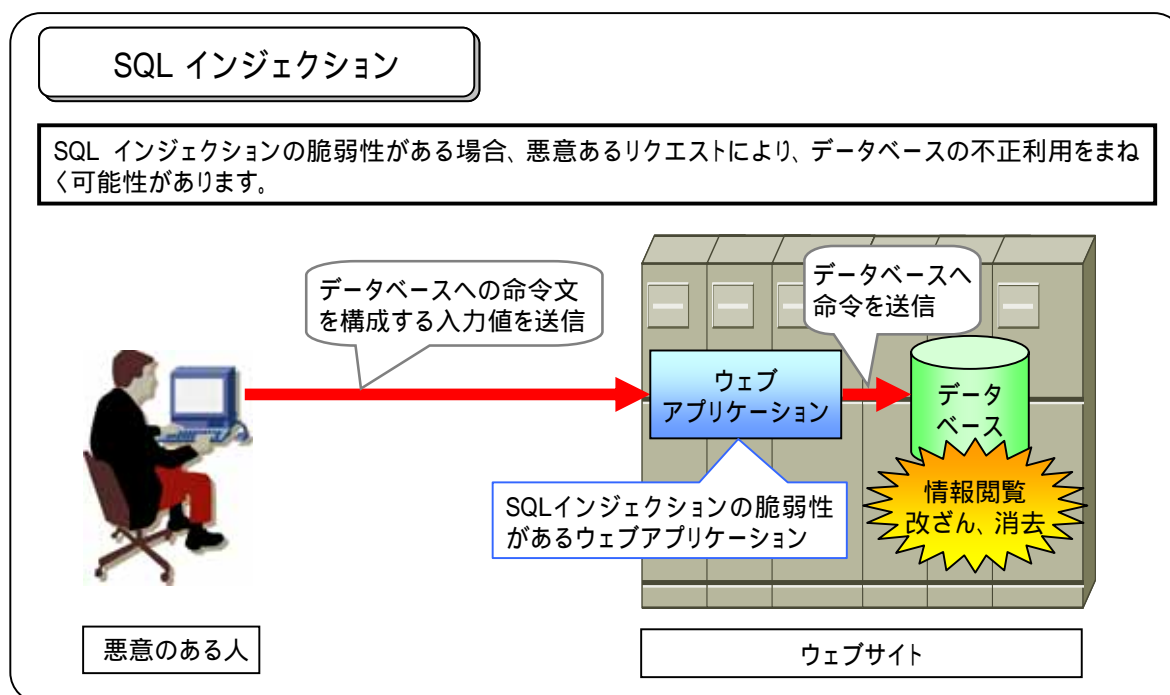 SQL インジェクション
SQL インジェクションの脆弱性がある場合、悪意あるリクエストにより、データベースの不正利用をまね
く可能性があります。
データベースへの命令文
を構成する入力値を送信
データベースへ
命令を送信
ウェブ
アプリケーション
データ
ベース
情報閲覧
改ざん、消去
SQLインジェクションの脆弱性
があるウェブアプリケーション
悪意のある人
ウェブサイト